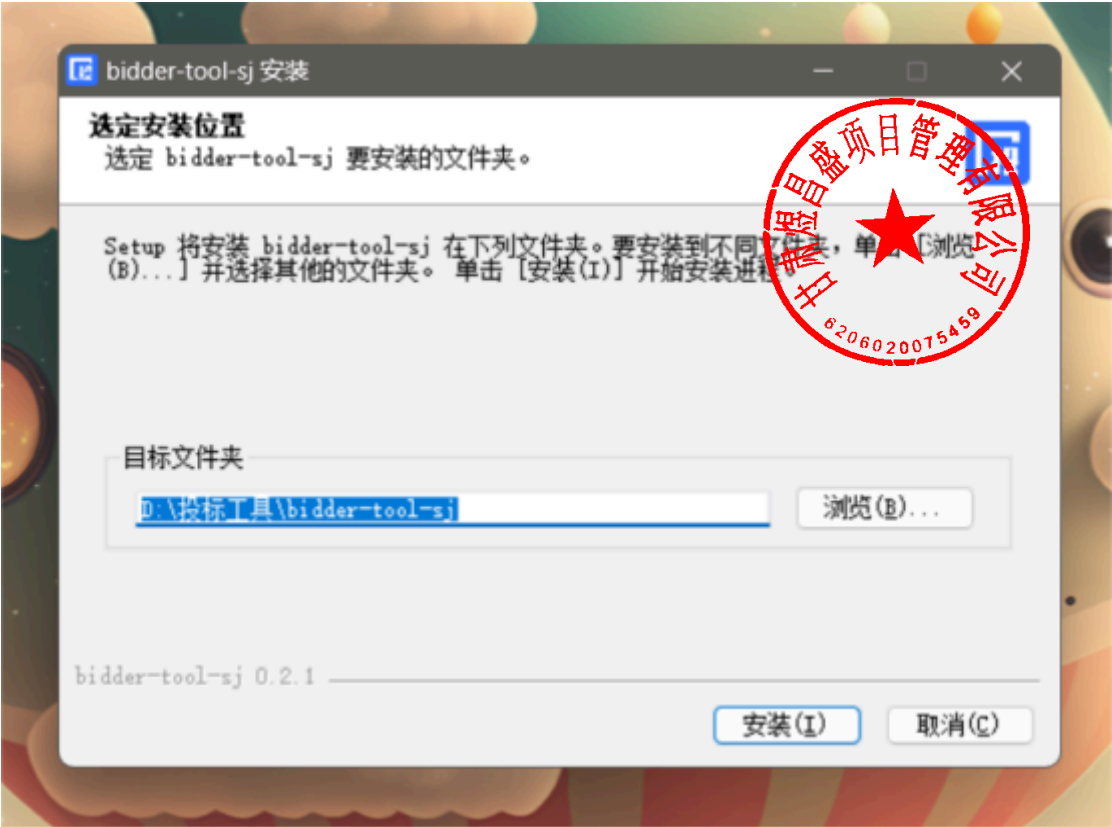 bidder-tool-sj 安装
选定安装位置
选定 bidder-tool-sj 要安装的文件夹。
Setup 将安装 bidder-tool-sj 在下列文件夹。要安装到不同文件夹，单击 [浏览
(B)...] 并选择其他的文件夹。 单击 [安装(I)] 开始安装进程。
甘肃煜昌盛项目管理有限公司
6206020075459
目标文件夹
D:\投标工具\bidder-tool-sj
浏览(B)...
bidder-tool-sj 0.2.1
安装(I)
取消(C)